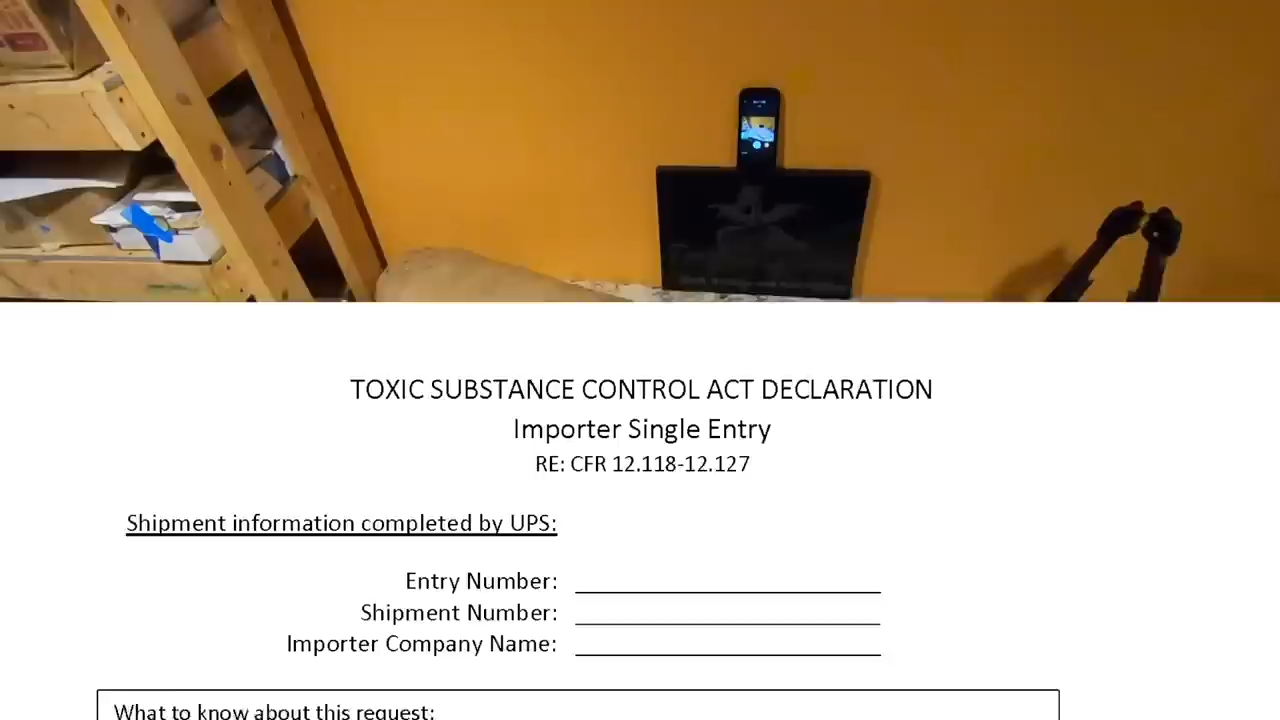 TOXIC SUBSTANCE CONTROL ACT DECLARATION
Importer Single Entry
RE: CFR 12.118-12.127
Shipment information completed by UPS:
Entry Number:
Shipment Number:
Importer Company Name:
What to know about this request: